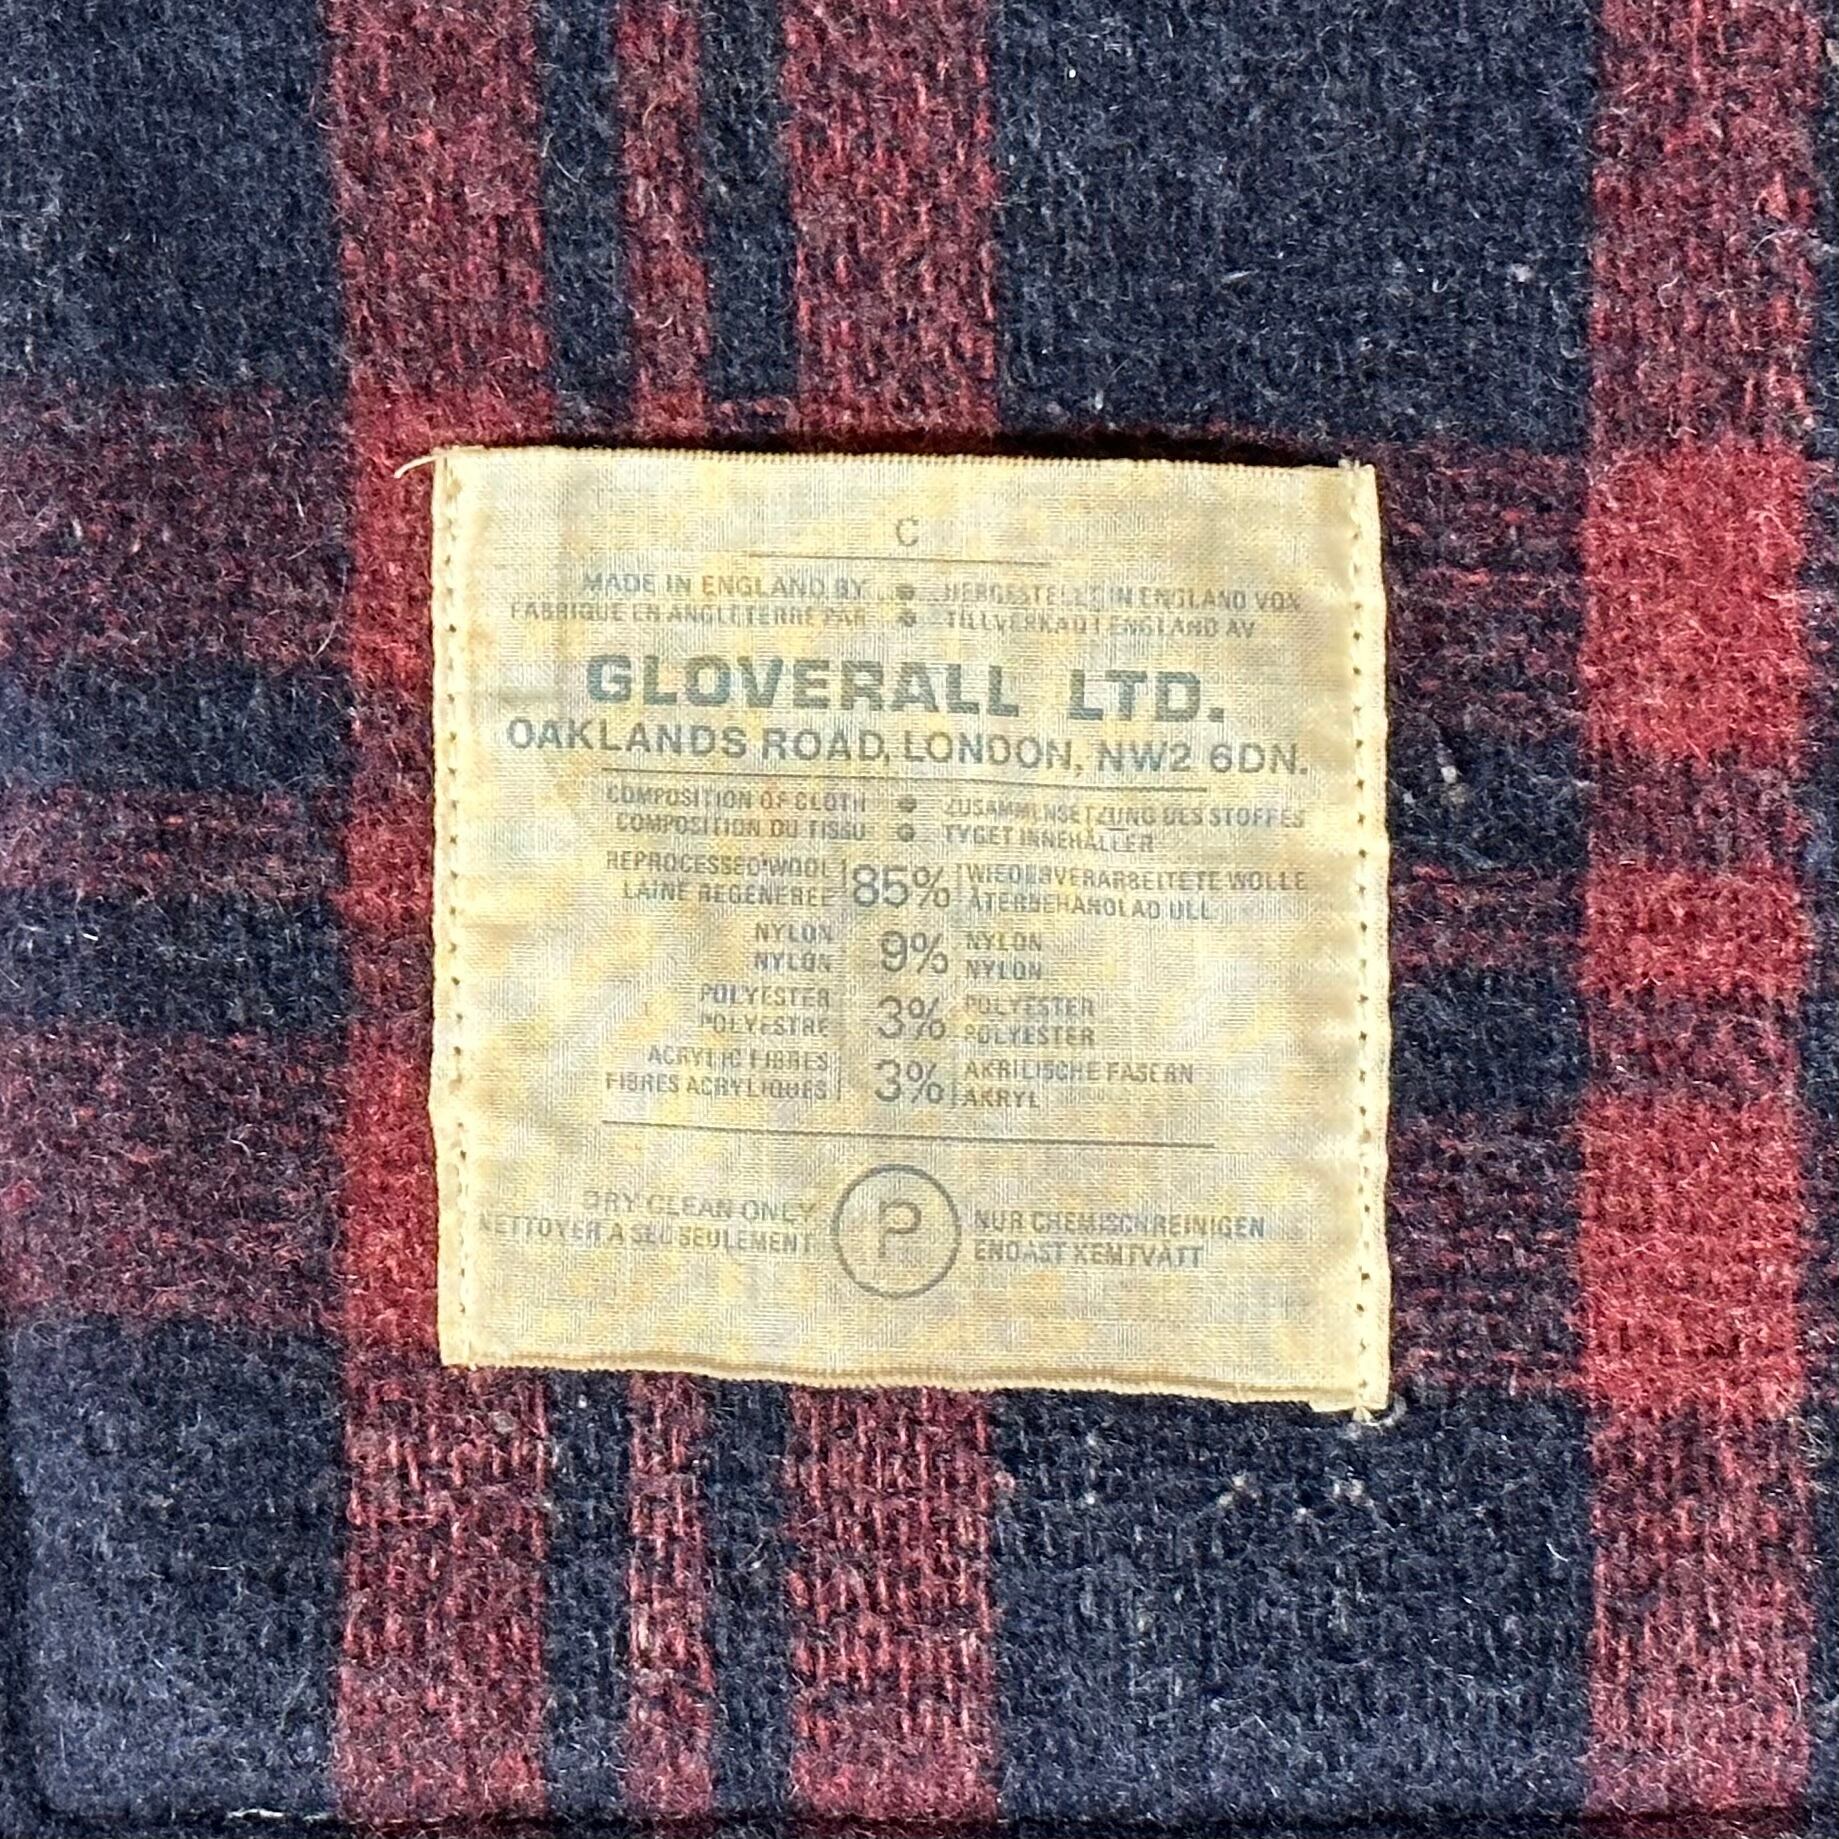 C
MADE IN ENGLAND BY ● HERGESTELLT IN ENGLAND VON
FABRIQUE EN ANGLETERRE PAR ● TILLVERKAD I ENGLAND AV
GLOVERALL LTD.
OAKLANDS ROAD, LONDON, NW2 6DN.
COMPOSITION OF CLOTH ● ZUSAMMENSETZUNG DES STOFFES
COMPOSITION DU TISSU ● TYGET INNEHÅLLER
REPROCESSED WOOL 85% WIEDERVERARBEITETE WOLLE
LAINE REGENEREE ÅTERBEHANDLAD ULL
NYLON 9% NYLON
NYLON NYLON
POLYESTER 3% POLYESTER
POLYESTRE POLYESTER
ACRYLIC FIBRES 3% AKRILISCHE FASERN
FIBRES ACRYLIQUES AKRYL
DRY CLEAN ONLY P NUR CHEMISCH REINIGEN
NETTOYER A SEC SEULEMENT ENDAST KEMTVÄTT